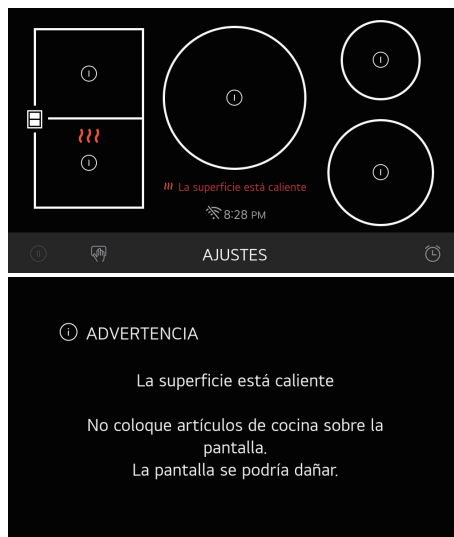 La superficie está caliente
8:28 PM
AJUSTES
ADVERTENCIA
La superficie está caliente
No coloque artículos de cocina sobre la
pantalla.
La pantalla se podría dañar.